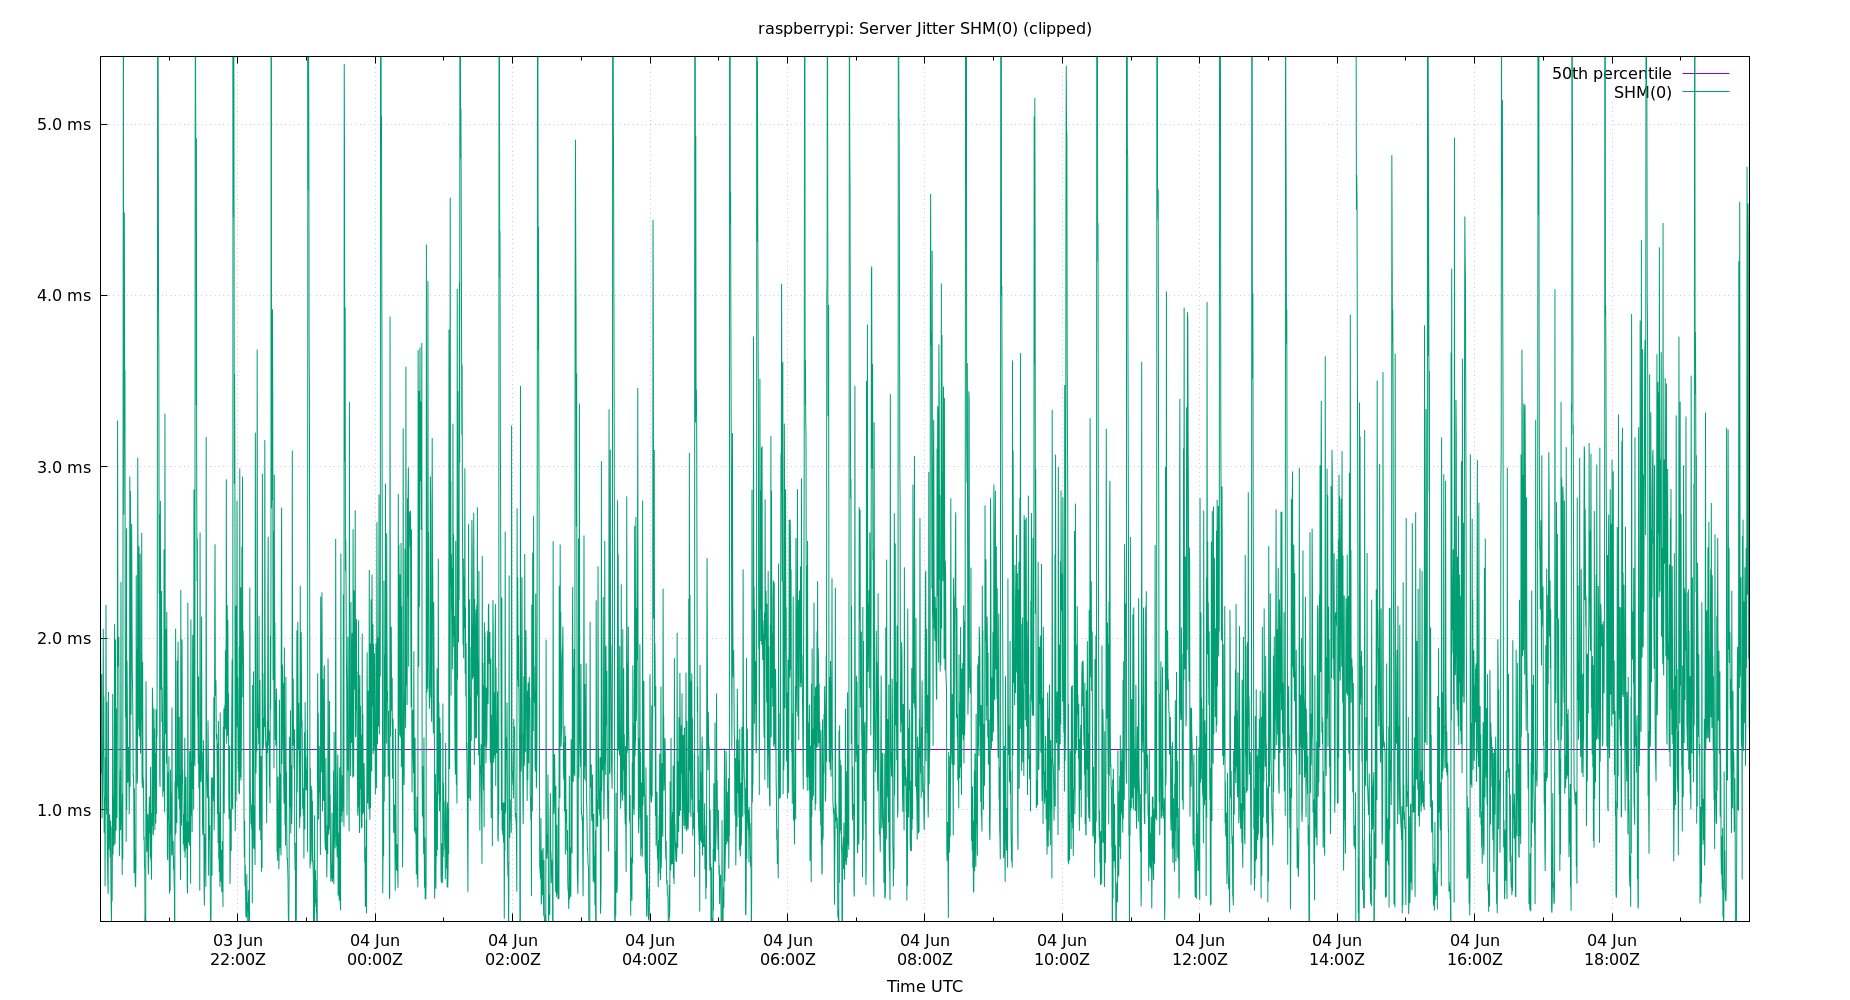 raspberrypi: Server Jitter SHM(0) (clipped)
50th percentile
SHM(0)
5.0 ms
4.0 ms
3.0 ms
2.0 ms
1.0 ms
03 Jun 04 Jun 04 Jun 04 Jun 04 Jun 04 Jun 04 Jun 04 Jun 04 Jun 04 Jun 04 Jun
22:00Z 00:00Z 02:00Z 04:00Z 06:00Z 08:00Z 10:00Z 12:00Z 14:00Z 16:00Z 18:00Z
Time UTC